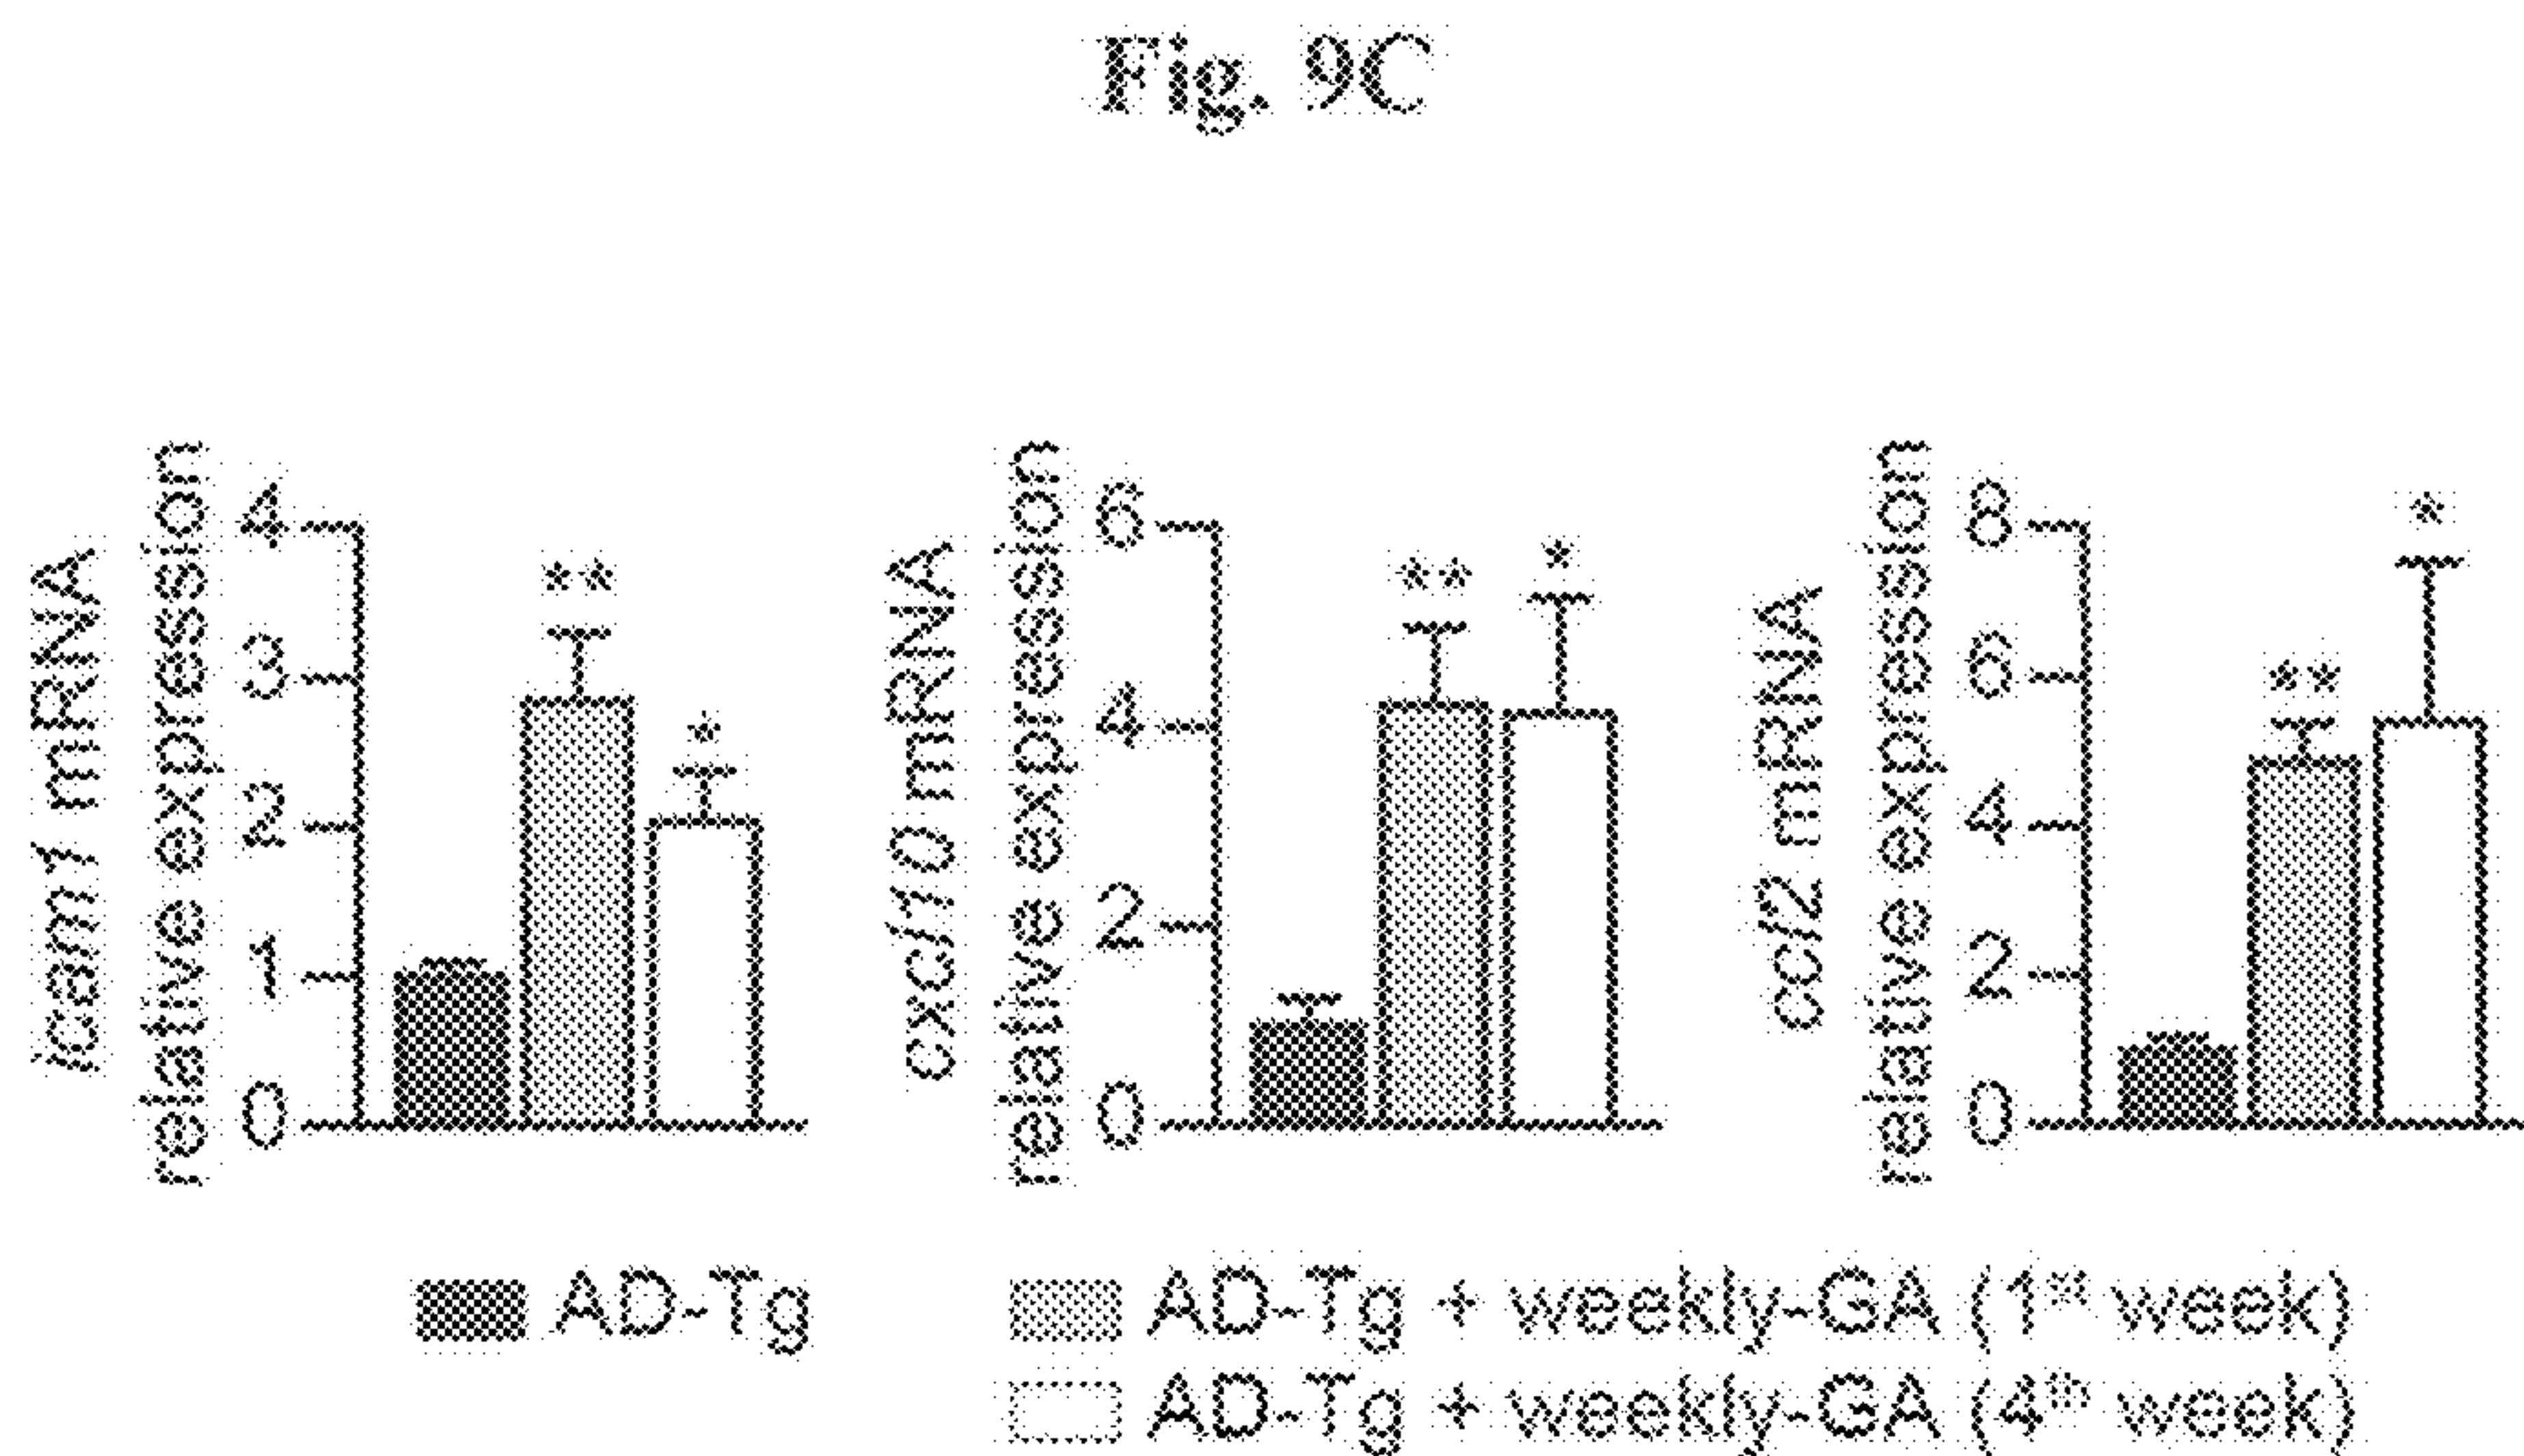 Fig. 9C
icam1 mRNA
relative expression
4
3
2
1
0
**
*
cxcl10 mRNA
relative expression
6
4
2
0
**
*
ccl2 mRNA
relative expression
8
6
4
2
0
**
*
AD-Tg
AD-Tg + weekly-GA (1st week)
AD-Tg + weekly-GA (4th week)